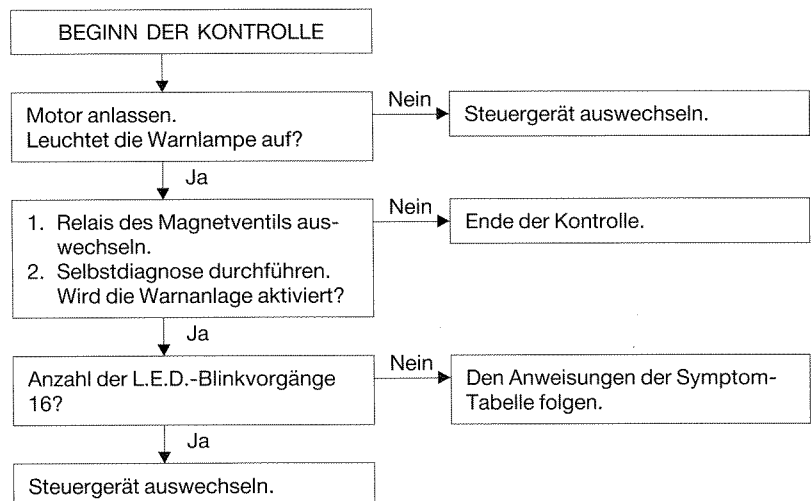 BEGINN DER KONTROLLE
Motor anlassen.
Leuchtet die Warnlampe auf?
Nein
Steuergerät auswechseln.
Ja
1. Relais des Magnetventils aus-
wechseln.
2. Selbstdiagnose durchführen.
Wird die Warnanlage aktiviert?
Nein
Ende der Kontrolle.
Ja
Anzahl der L.E.D.-Blinkvorgänge
16?
Nein
Den Anweisungen der Symptom-
Tabelle folgen.
Ja
Steuergerät auswechseln.